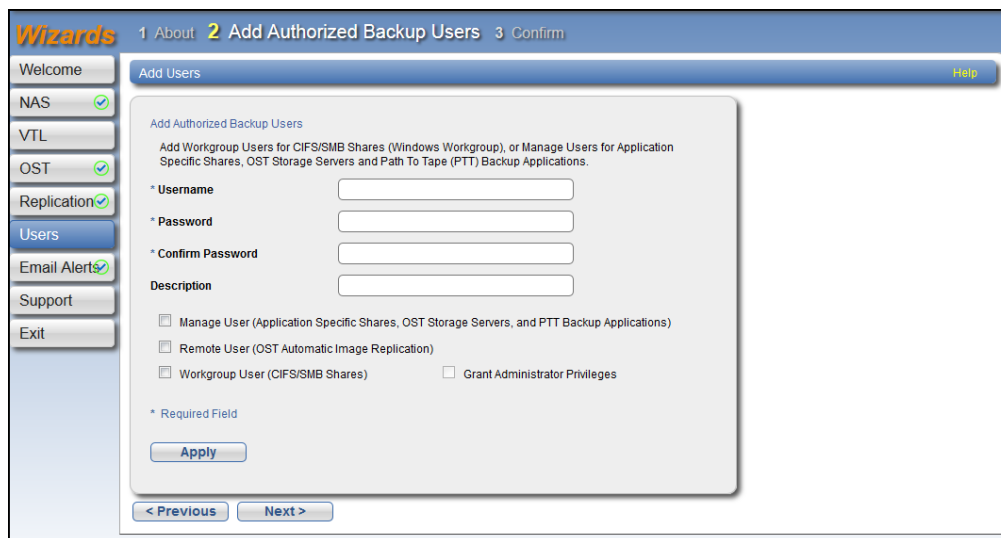 Wizards
1 About 2 Add Authorized Backup Users 3 Confirm
Welcome
NAS
VTL
OST
Replication
Users
Email Alerts
Support
Exit
Add Users
Help
Add Authorized Backup Users
Add Workgroup Users for CIFS/SMB Shares (Windows Workgroup), or Manage Users for Application
Specific Shares, OST Storage Servers and Path To Tape (PTT) Backup Applications.
* Username
* Password
* Confirm Password
Description
Manage User (Application Specific Shares, OST Storage Servers, and PTT Backup Applications)
Remote User (OST Automatic Image Replication)
Workgroup User (CIFS/SMB Shares)
Grant Administrator Privileges
* Required Field
Apply
< Previous
Next >